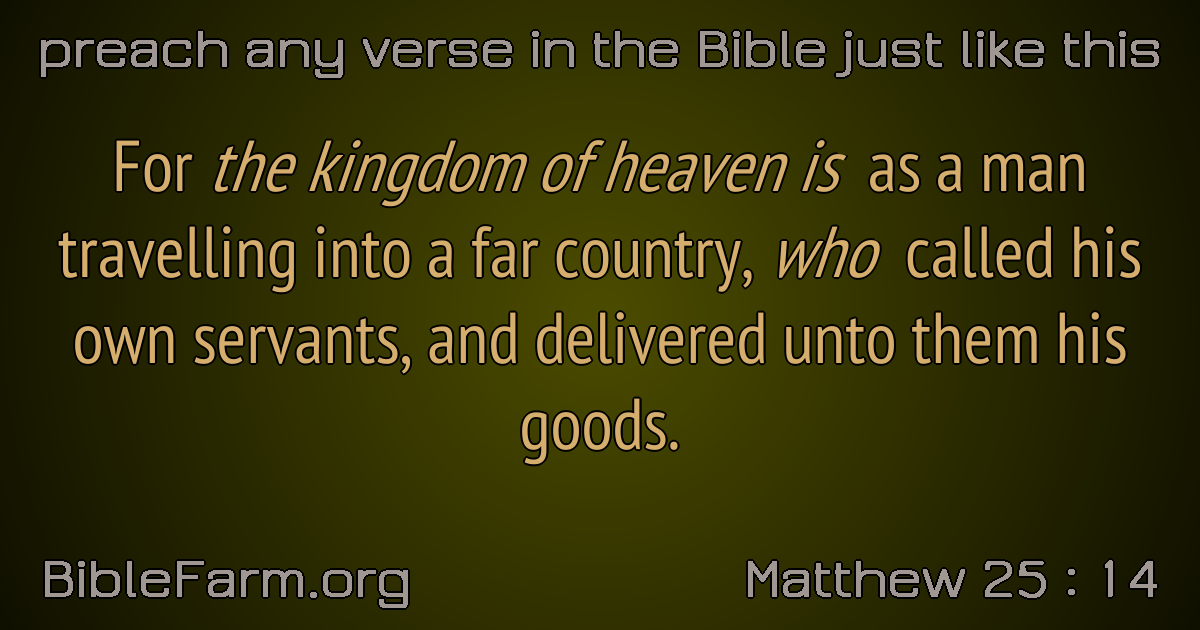 preach any verse in the Bible just like this
For the kingdom of heaven is as a man
travelling into a far country, who called his
own servants, and delivered unto them his
goods.
BibleFarm.org
Matthew 25 : 14